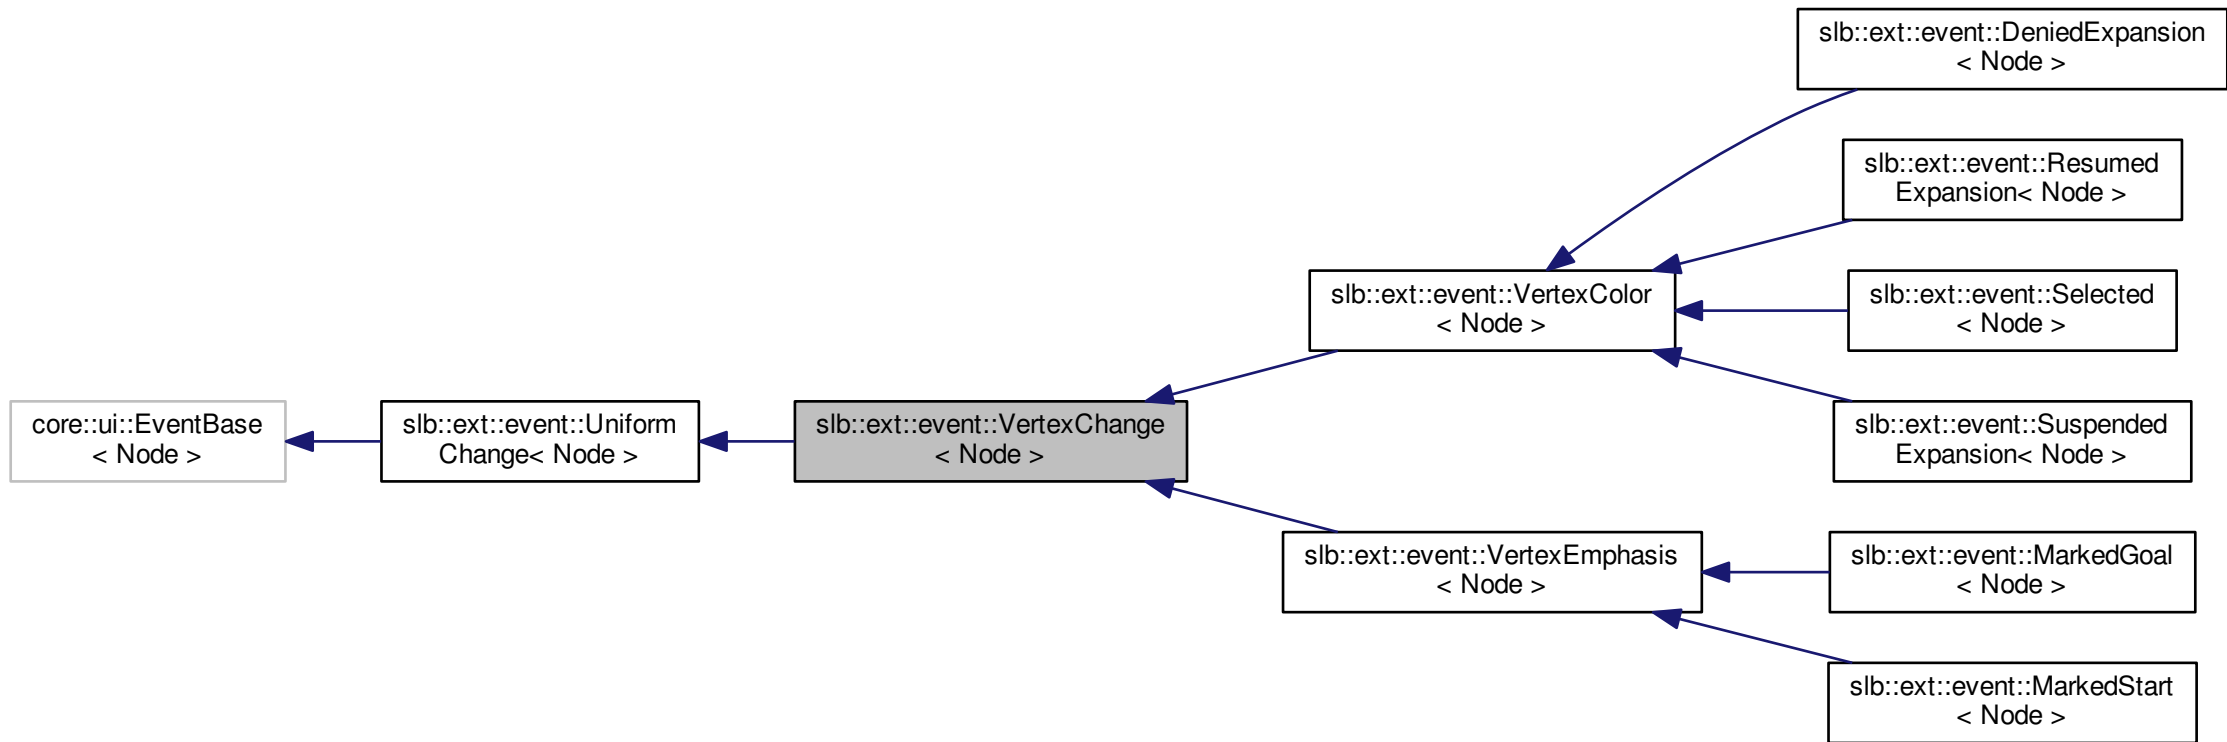 slb::ext::event::DeniedExpansion
< Node >
slb::ext::event::Resumed
Expansion< Node >
slb::ext::event::VertexColor
< Node >
slb::ext::event::Selected
< Node >
core::ui::EventBase
< Node >
slb::ext::event::Uniform
Change< Node >
slb::ext::event::VertexChange
< Node >
slb::ext::event::Suspended
Expansion< Node >
slb::ext::event::VertexEmphasis
< Node >
slb::ext::event::MarkedGoal
< Node >
slb::ext::event::MarkedStart
< Node >